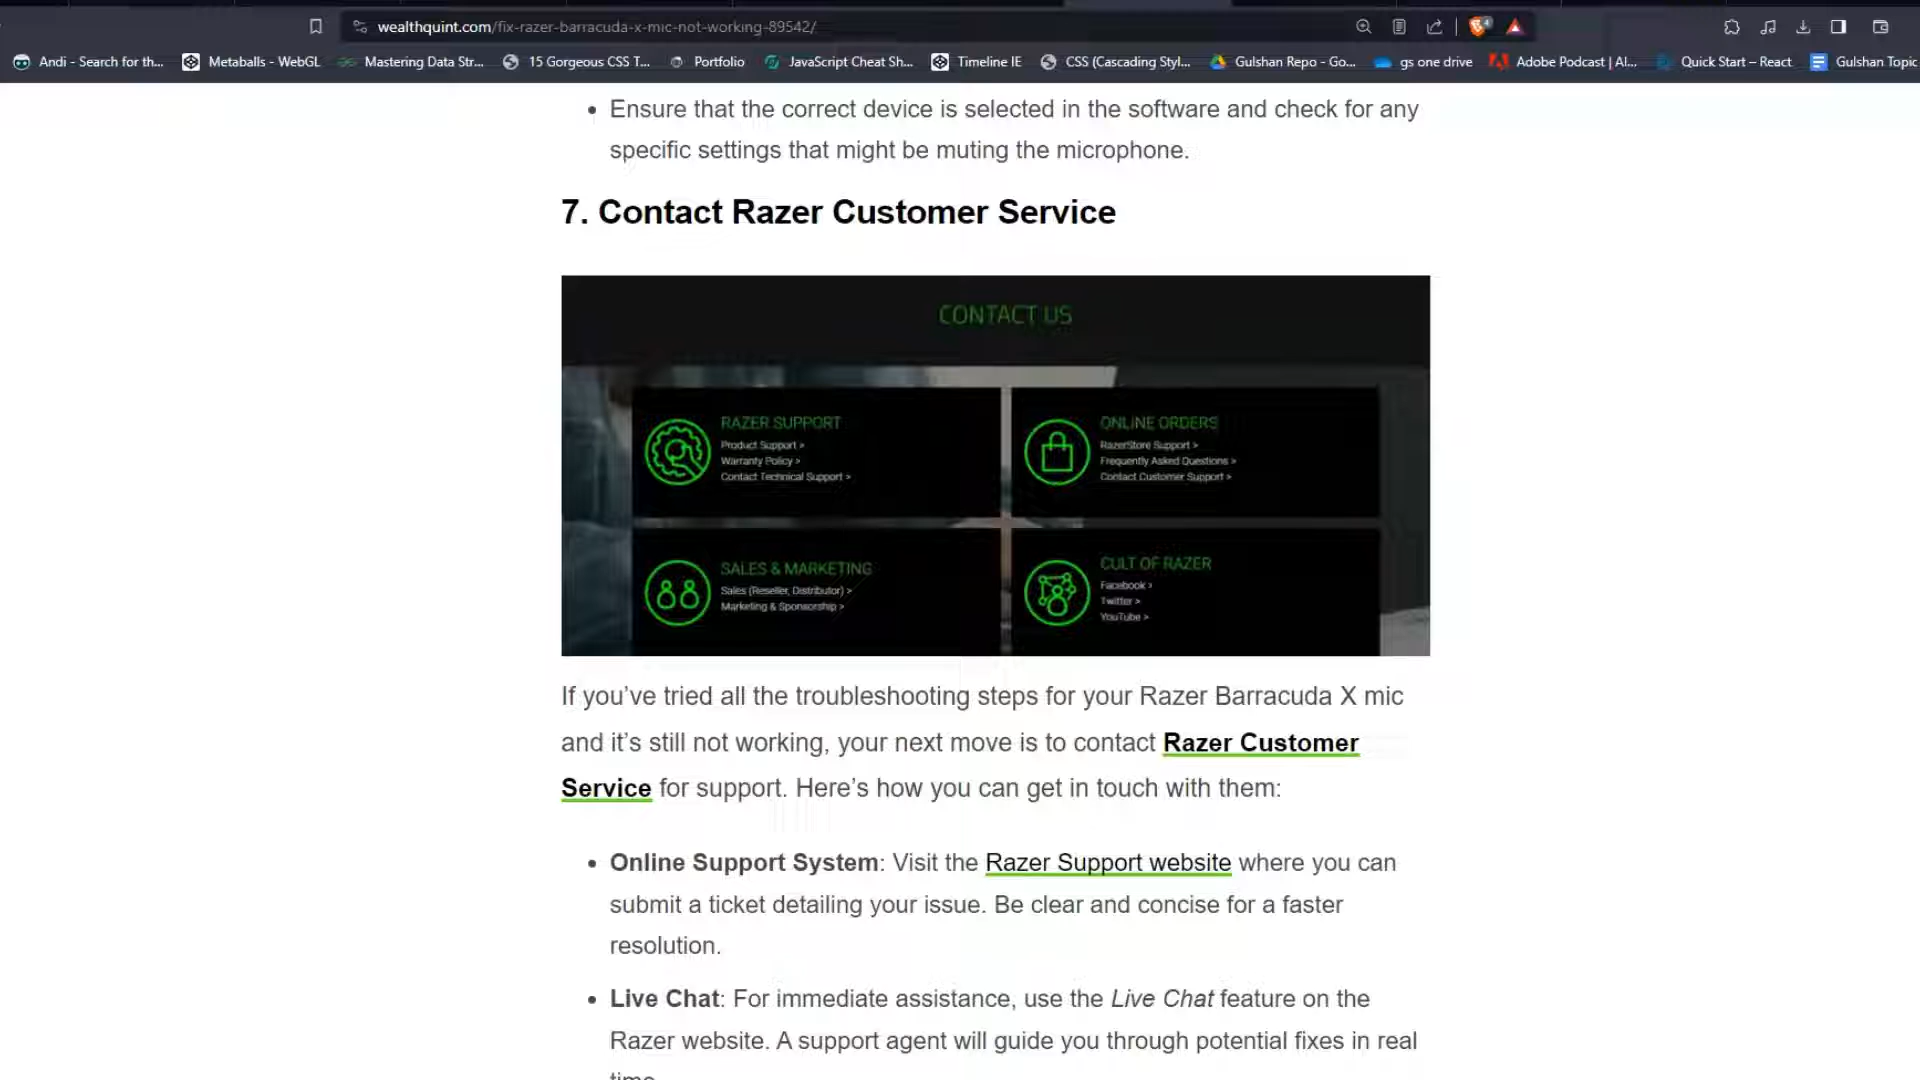 wealthquint.com/fix-razer-barracuda-x-mic-not-working-89542/
4
Andi - Search for th... Metaballs - WebGL Mastering Data Str... 15 Gorgeous CSS T... Portfolio JavaScript Cheat Sh... Timeline IE CSS (Cascading Styl... Gulshan Repo - Go... gs one drive Adobe Podcast | AI... Quick Start – React Gulshan Topic
• Ensure that the correct device is selected in the software and check for any
specific settings that might be muting the microphone.
7. Contact Razer Customer Service
CONTACT US
RAZER SUPPORT
Product Support >
Warranty Policy >
Contact Technical Support >
ONLINE ORDERS
RazerStore Support >
Frequently Asked Questions >
Contact Customer Support >
SALES & MARKETING
Sales (Reseller, Distributor) >
Marketing & Sponsorship >
CULT OF RAZER
Facebook >
Twitter >
YouTube >
If you’ve tried all the troubleshooting steps for your Razer Barracuda X mic
and it’s still not working, your next move is to contact Razer Customer
Service for support. Here’s how you can get in touch with them:
• Online Support System: Visit the Razer Support website where you can
submit a ticket detailing your issue. Be clear and concise for a faster
resolution.
• Live Chat: For immediate assistance, use the Live Chat feature on the
Razer website. A support agent will guide you through potential fixes in real